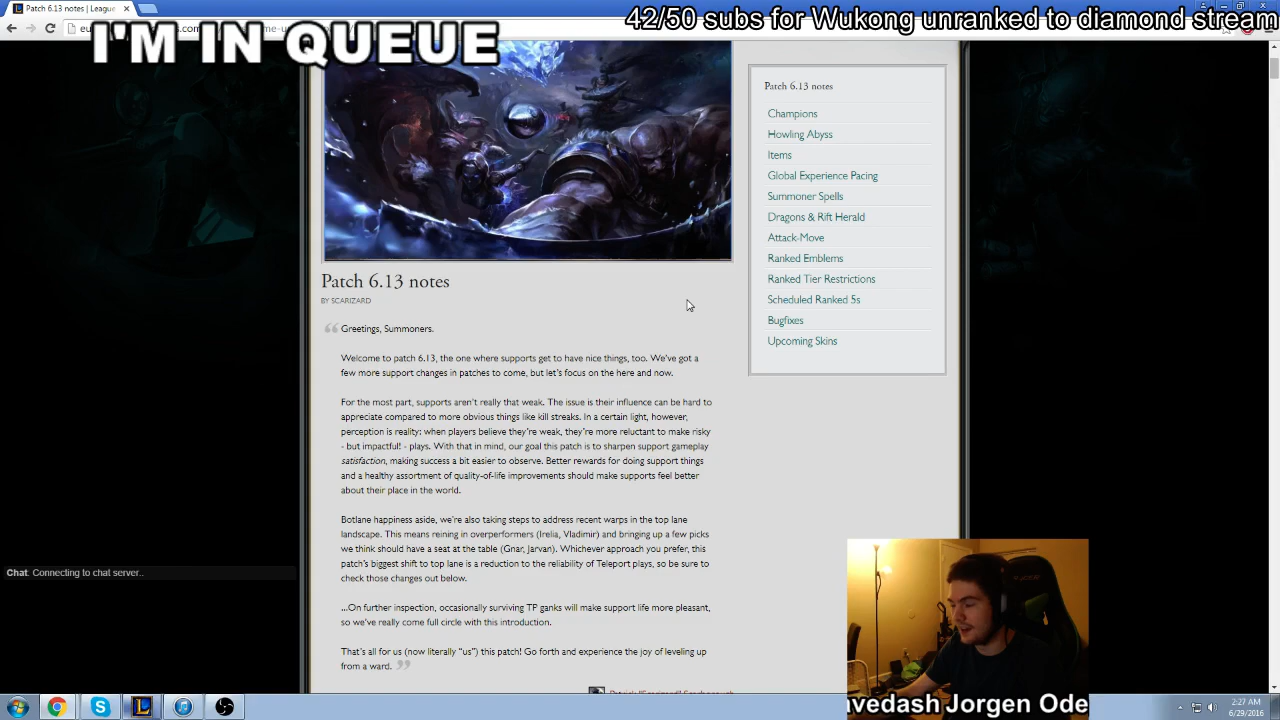 Patch 6.13 notes | League
42/50 subs for Wukong unranked to diamond stream
I'M IN QUEUE
Patch 6.13 notes
Champions
Howling Abyss
Items
Global Experience Pacing
Summoner Spells
Dragons & Rift Herald
Attack-Move
Ranked Emblems
Ranked Tier Restrictions
Scheduled Ranked 5s
Bugfixes
Upcoming Skins
Patch 6.13 notes
BY SCARIZARD
Greetings, Summoners.
Welcome to patch 6.13, the one where supports get to have nice things, too. We've got a
few more support changes in patches to come, but let's focus on the here and now.
For the most part, supports aren't really that weak. The issue is their influence can be hard to
appreciate compared to more obvious things like kill streaks. In a certain light, however,
perception is reality: when players believe they're weak, they're more reluctant to make risky
- but impactful! - plays. With that in mind, our goal this patch is to sharpen support gameplay
satisfaction, making success a bit easier to observe. Better rewards for doing support things
and a healthy assortment of quality-of-life improvements should make supports feel better
about their place in the world.
Botlane happiness aside, we're also taking steps to address recent warps in the top lane
landscape. This means reining in overperformers (Irelia, Vladimir) and bringing up a few picks
we think should have a seat at the table (Gnar, Jarvan). Whichever approach you prefer, this
patch's biggest shift to top lane is a reduction to the reliability of Teleport plays, so be sure to
check those changes out below.
...On further inspection, occasionally surviving TP ganks will make support life more pleasant,
so we've really come full circle with this introduction.
That's all for us (now literally "us") this patch! Go forth and experience the joy of leveling up
from a ward.
Chat: Connecting to chat server..
avedash Jorgen Ode
2:27 AM
6/29/2016